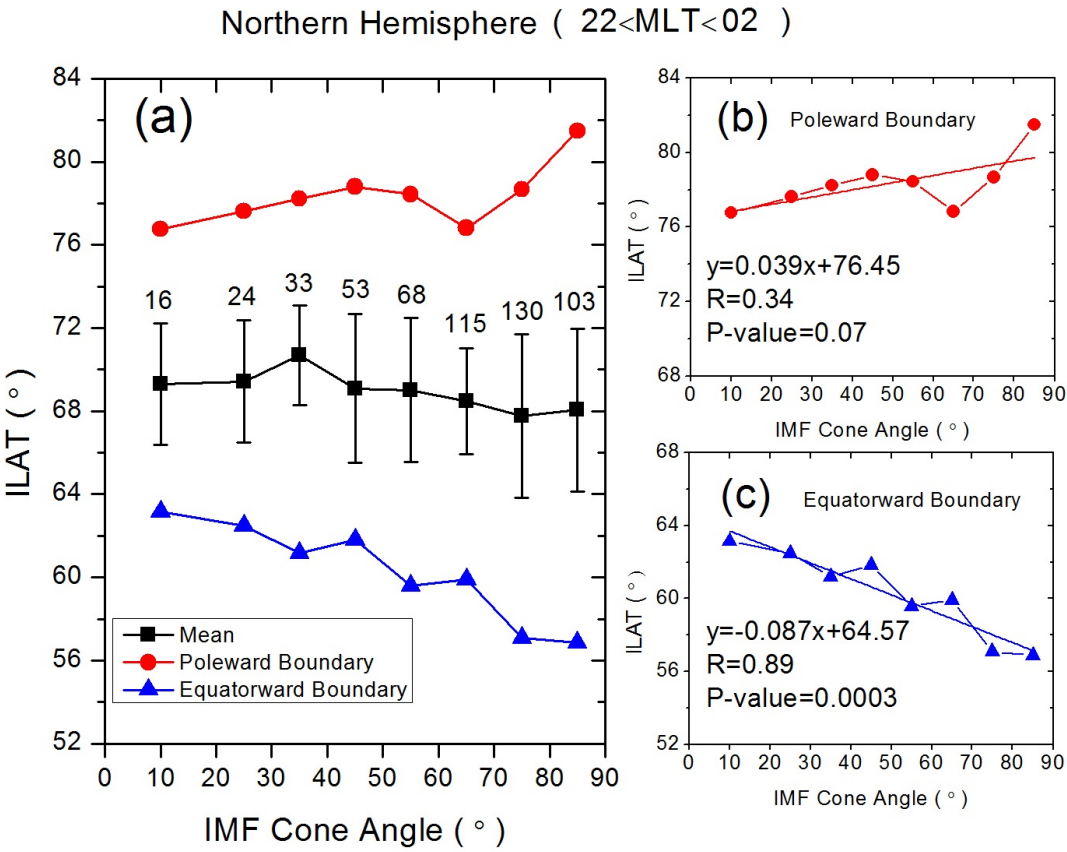 Northern Hemisphere ( 22<MLT<02 )
(a)
84
80
76
72
68
64
60
56
52
ILAT ( ° )
16 24 33 53 68 115 130 103
Mean
Poleward Boundary
Equatorward Boundary
0 10 20 30 40 50 60 70 80 90
IMF Cone Angle ( ° )
(b) Poleward Boundary
84
80
76
72
68
ILAT ( ° )
y=0.039x+76.45
R=0.34
P-value=0.07
0 10 20 30 40 50 60 70 80 90
IMF Cone Angle ( ° )
(c) Equatorward Boundary
68
64
60
56
52
ILAT ( ° )
y=-0.087x+64.57
R=0.89
P-value=0.0003
0 10 20 30 40 50 60 70 80 90
IMF Cone Angle ( ° )